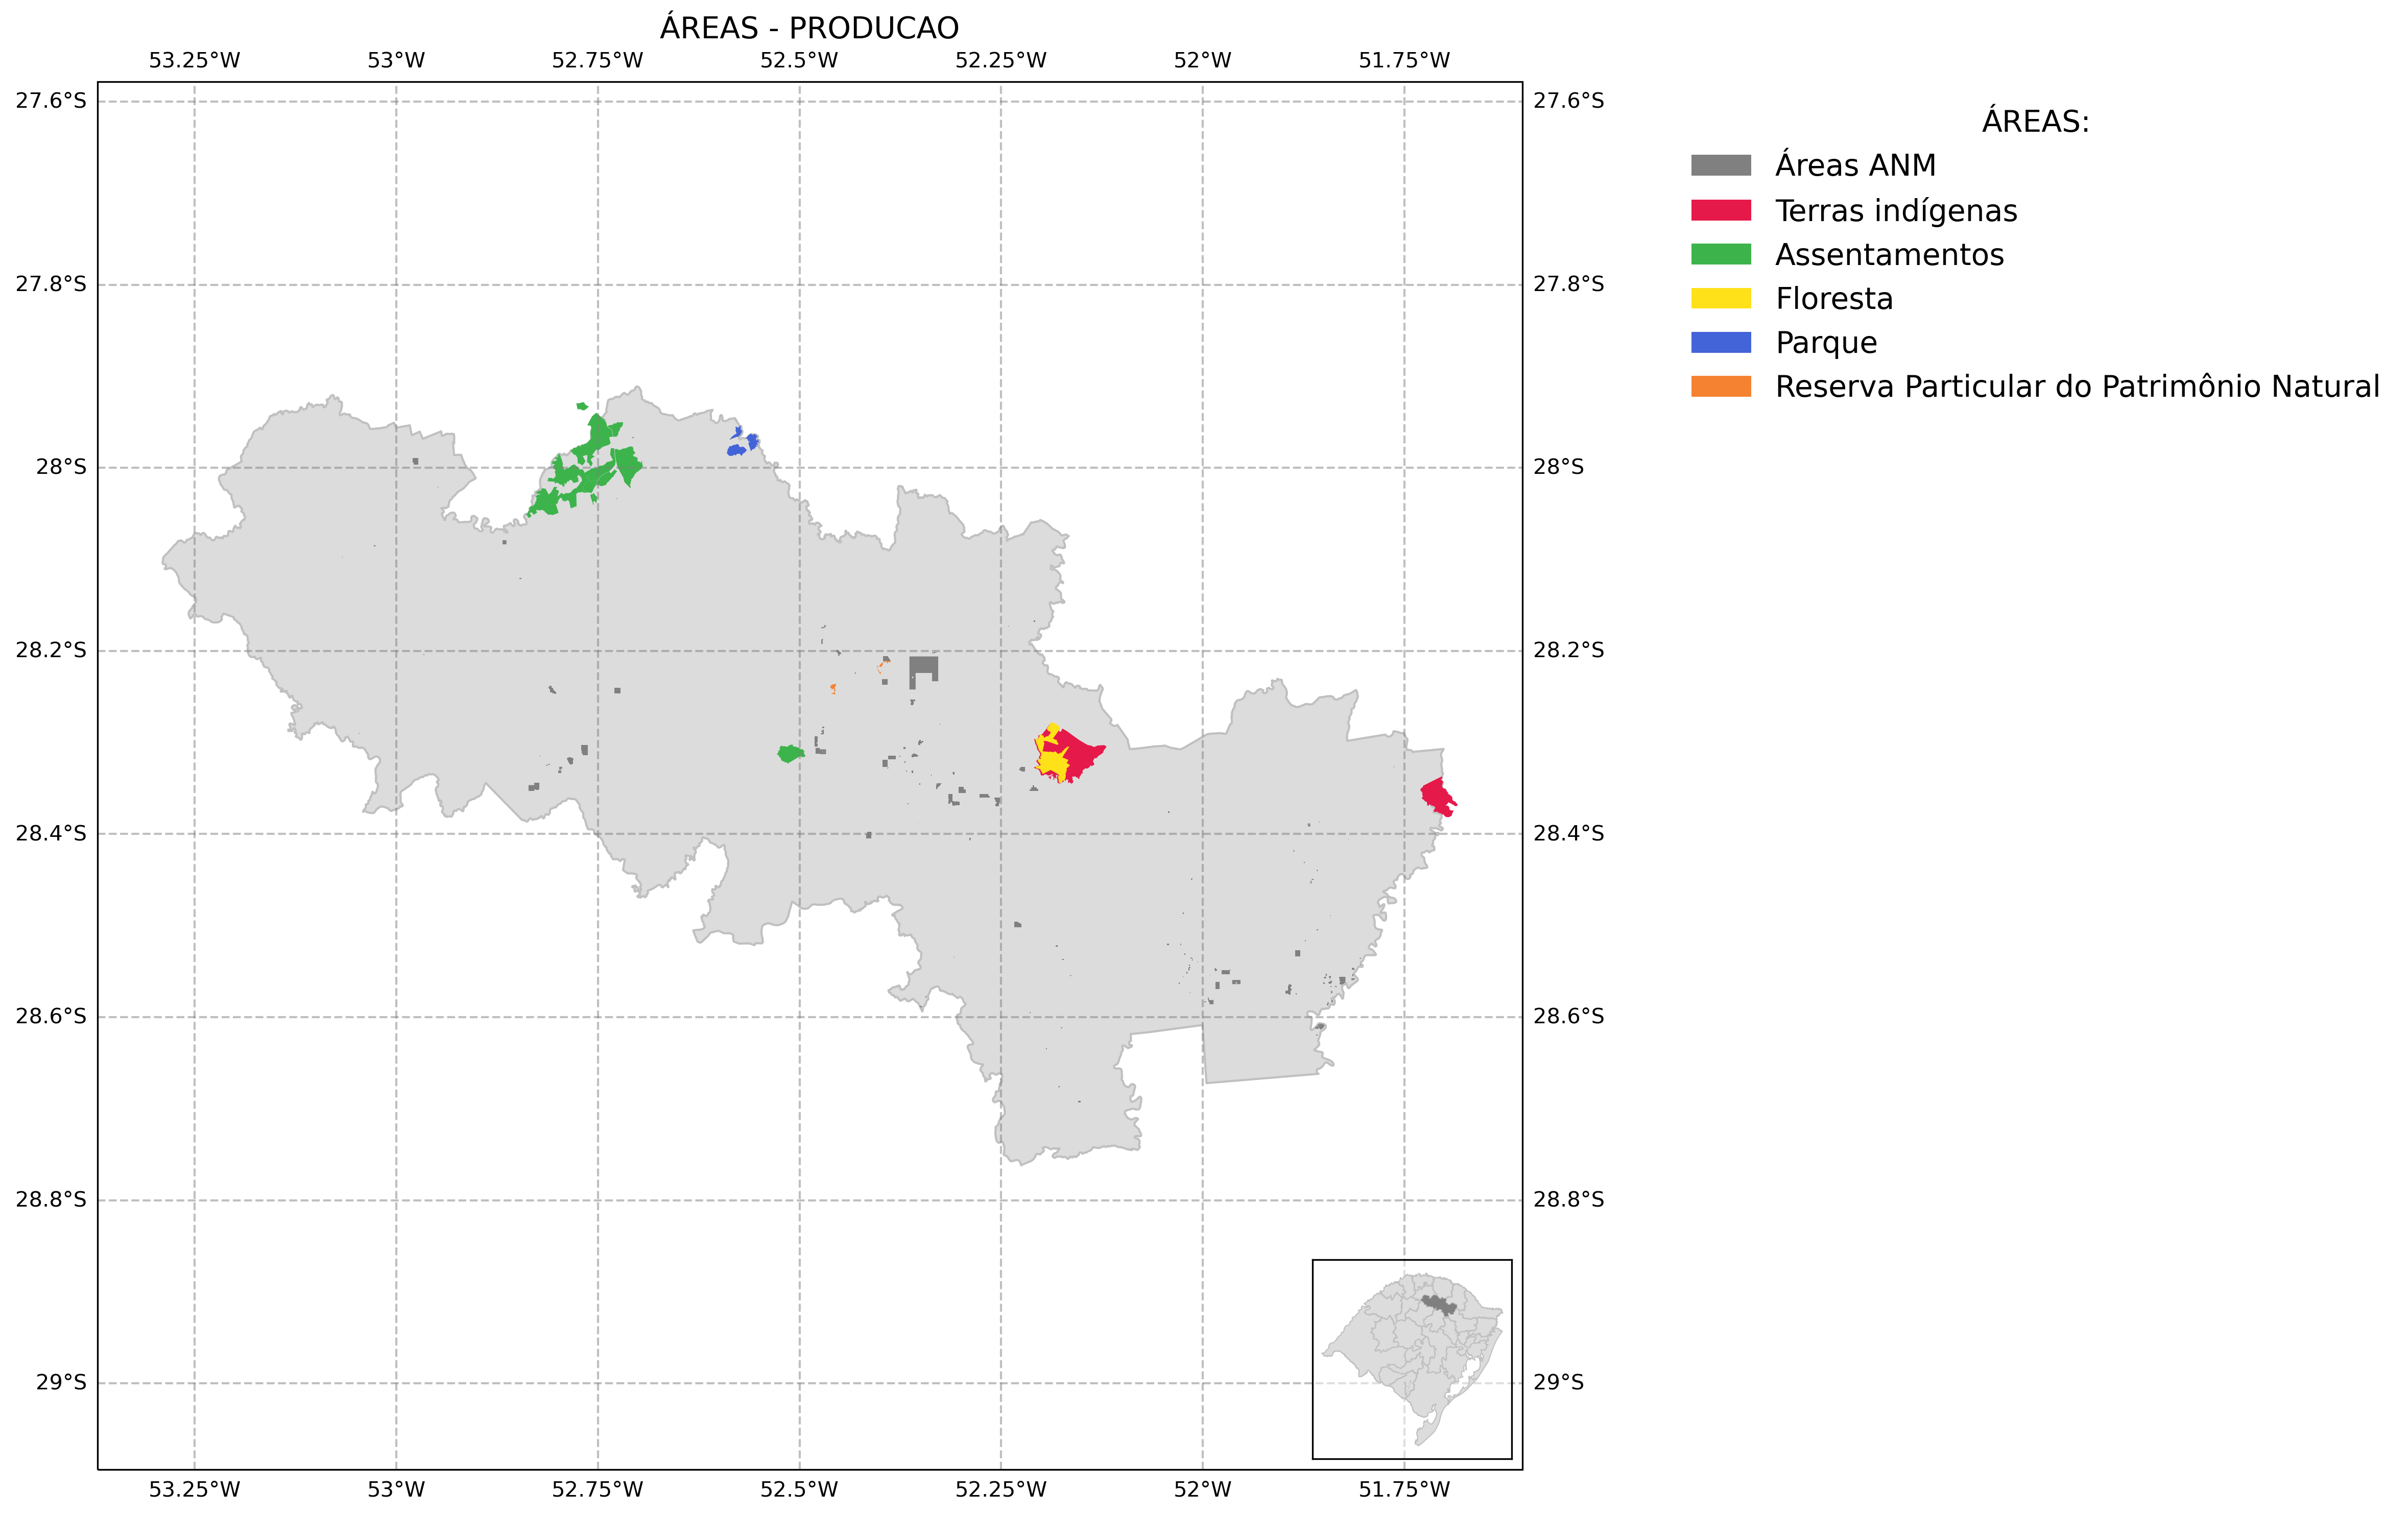 ÁREAS - PRODUCAO
53.25°W 53°W 52.75°W 52.5°W 52.25°W 52°W 51.75°W
27.6°S 27.6°S
27.8°S 27.8°S
28°S 28°S
28.2°S 28.2°S
28.4°S 28.4°S
28.6°S 28.6°S
28.8°S 28.8°S
29°S 29°S
53.25°W 53°W 52.75°W 52.5°W 52.25°W 52°W 51.75°W
ÁREAS:
Áreas ANM
Terras indígenas
Assentamentos
Floresta
Parque
Reserva Particular do Patrimônio Natural